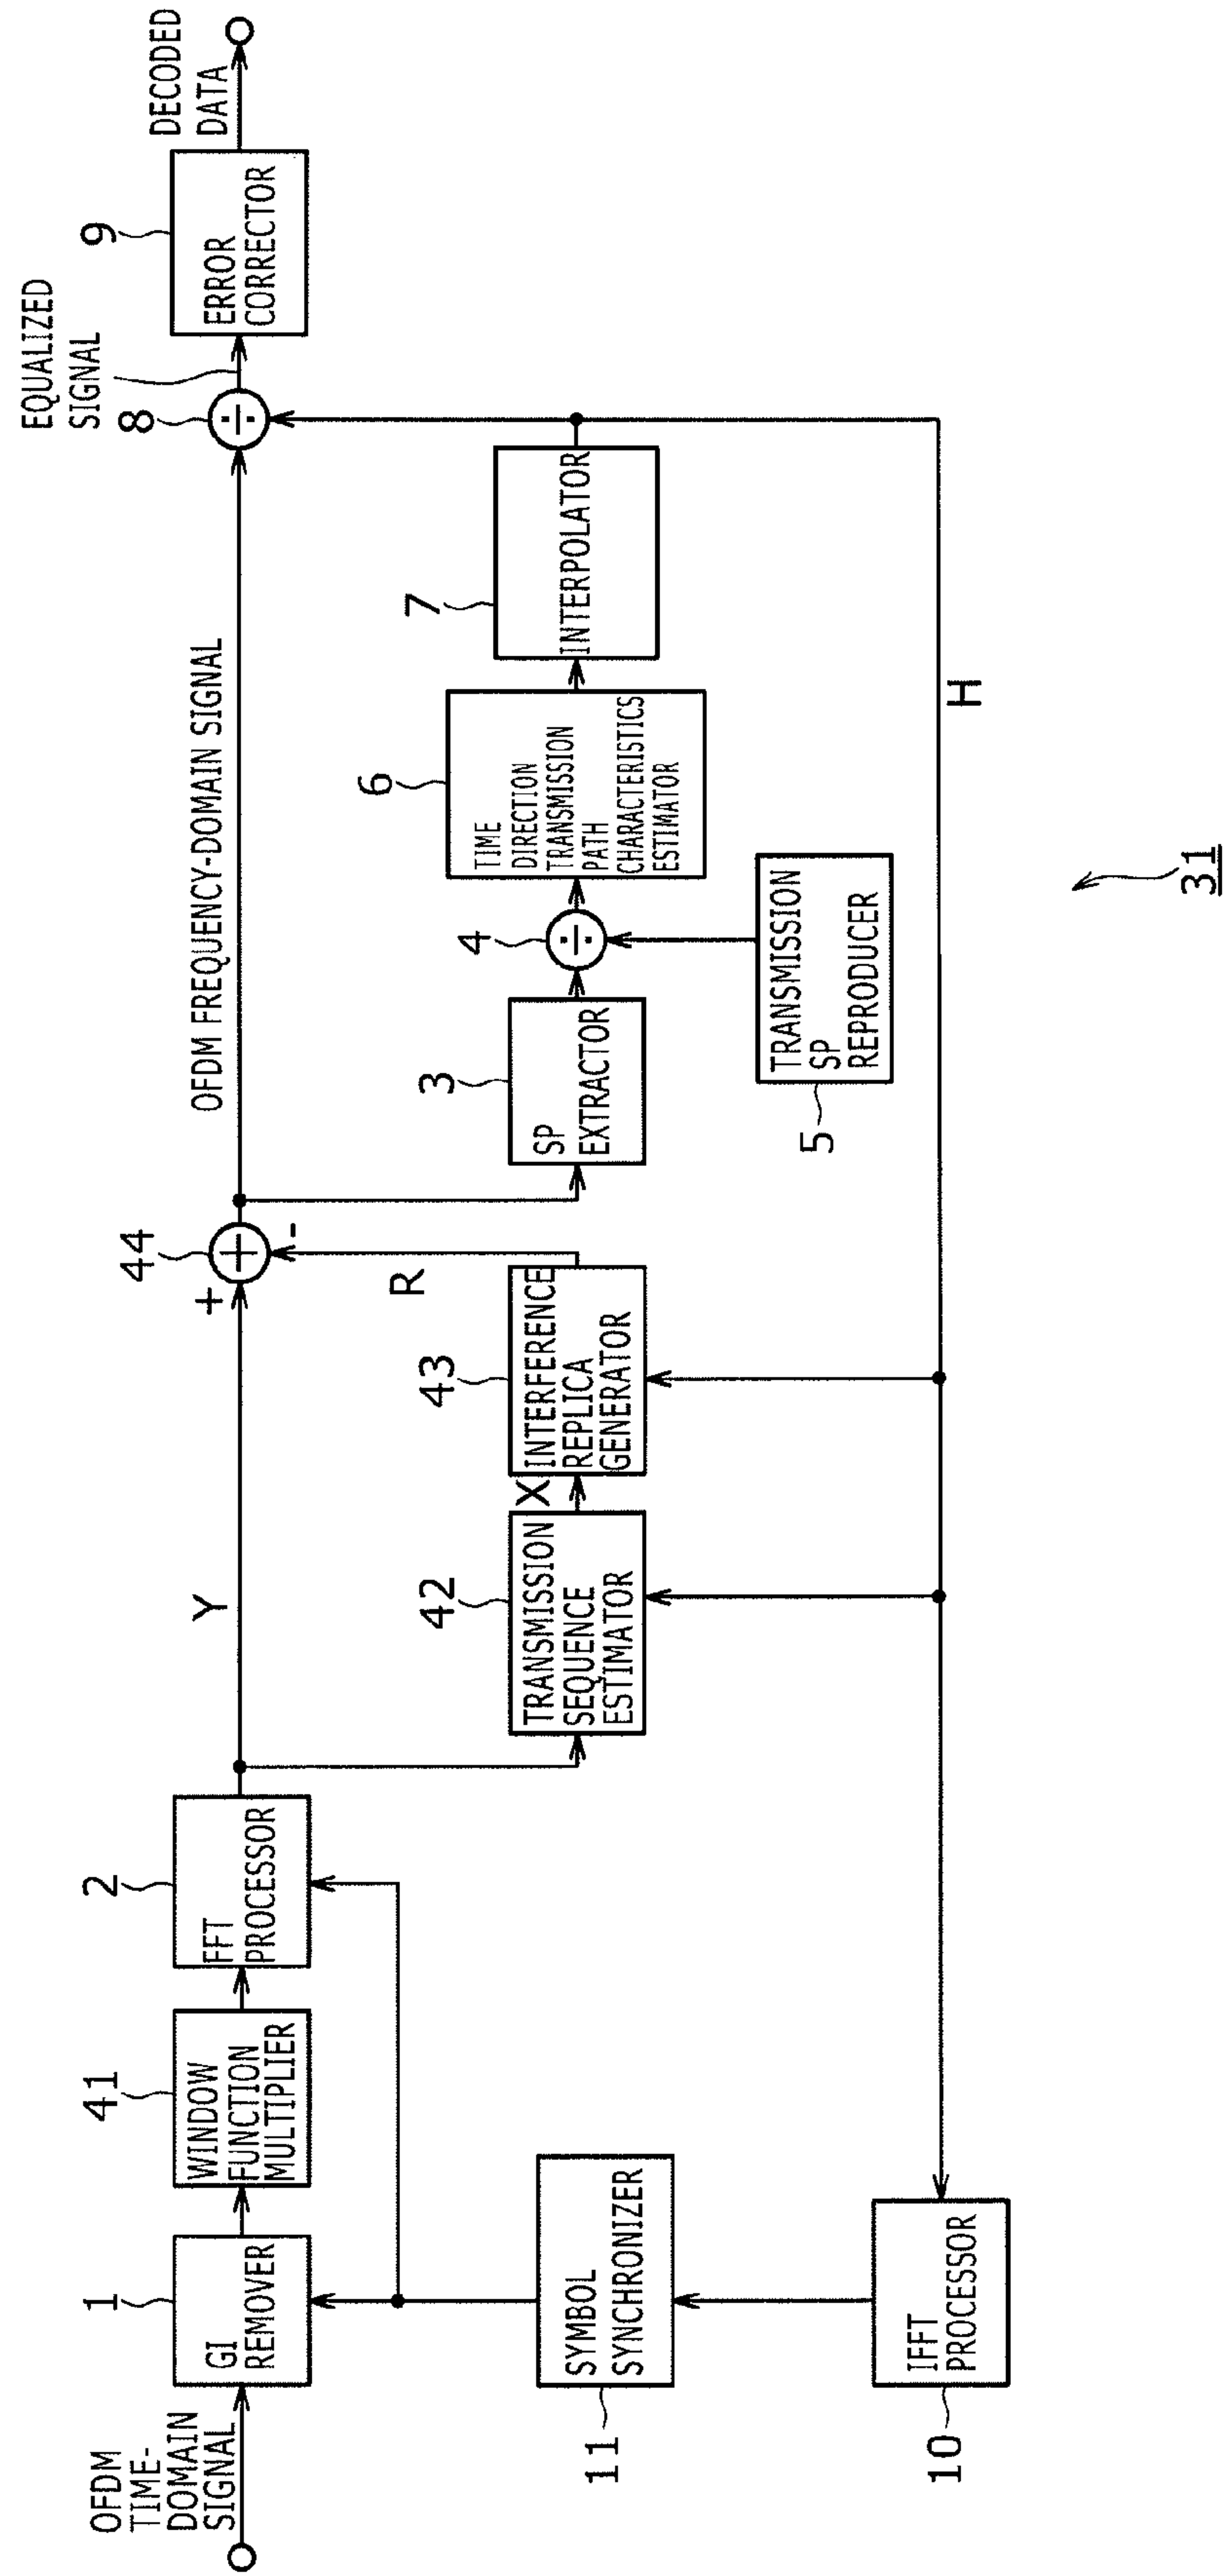 OFDM
TIME-
DOMAIN
SIGNAL
1
GI
REMOVER
41
WINDOW
FUNCTION
MULTIPLIER
2
FFT
PROCESSOR
Y
+
44
-
R
OFDM FREQUENCY-DOMAIN SIGNAL
8
EQUALIZED
SIGNAL
9
ERROR
CORRECTOR
DECODED
DATA
42
TRANSMISSION
SEQUENCE
ESTIMATOR
X
43
INTERFERENCE
REPLICA
GENERATOR
3
SP
EXTRACTOR
4
6
TIME
DIRECTION
TRANSMISSION
PATH
CHARACTERISTICS
ESTIMATOR
7
INTERPOLATOR
11
SYMBOL
SYNCHRONIZER
5
TRANSMISSION
SP
REPRODUCER
H
10
IFFT
PROCESSOR
31